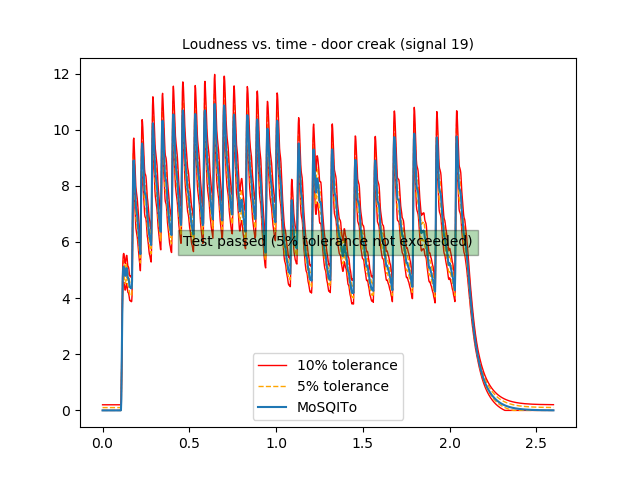 Loudness vs. time - door creak (signal 19)
12
10
8
6
4
2
0
Test passed (5% tolerance not exceeded)
10% tolerance
5% tolerance
MoSQITo
0.0 0.5 1.0 1.5 2.0 2.5